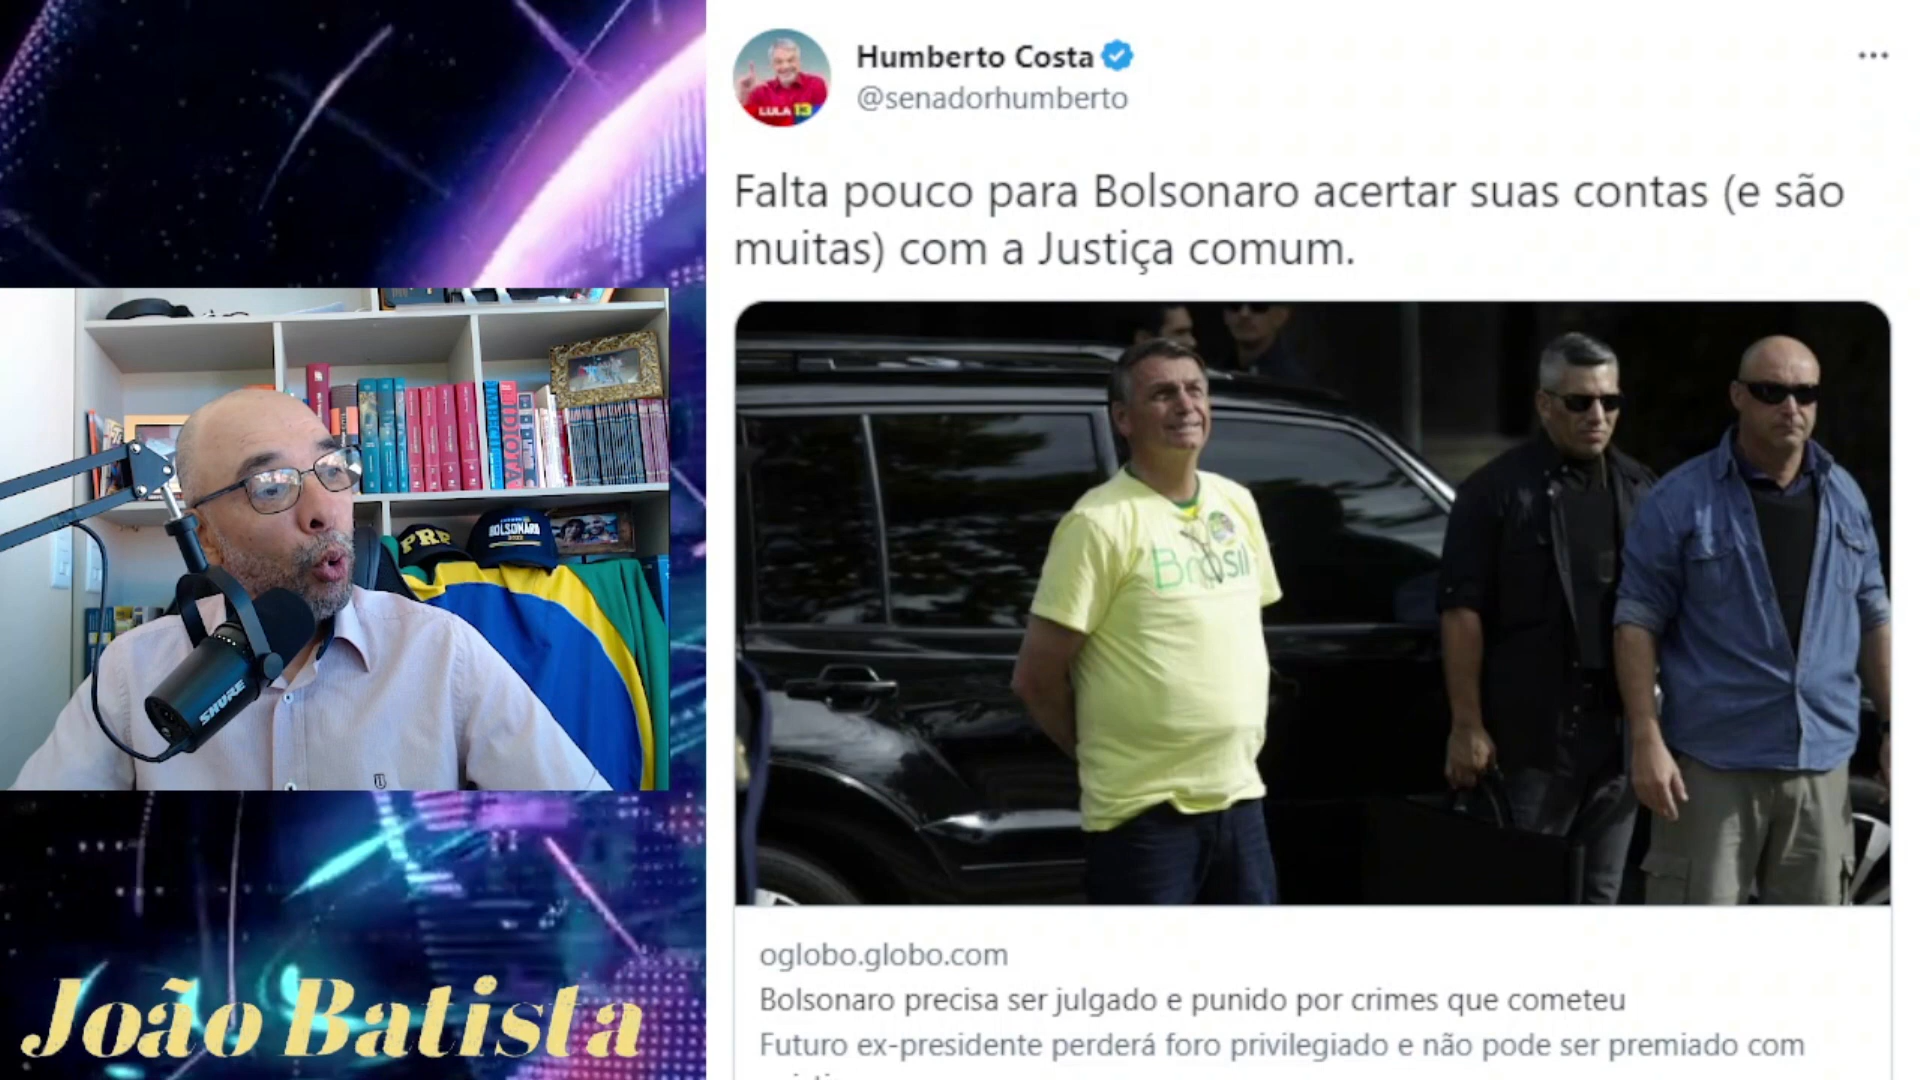 Humberto Costa
@senadorhumberto
LULA 13
Falta pouco para Bolsonaro acertar suas contas (e são
muitas) com a Justiça comum.
IDIOTA
PRF
BOLSONARO
SHURE
Brasil
João Batista
oglobo.globo.com
Bolsonaro precisa ser julgado e punido por crimes que cometeu
Futuro ex-presidente perderá foro privilegiado e não pode ser premiado com